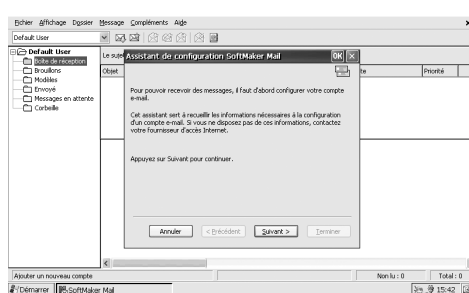 Fichier Affichage Dossier Message Compléments Aide
Default User
Default User
Boîte de réception
Brouillons
Modèles
Envoyé
Messages en attente
Corbeille
Le sujet
Objet
Priorité
Assistant de configuration SoftMaker Mail OK ×
Pour pouvoir recevoir des messages, il faut d'abord configurer votre compte
e-mail.
Cet assistant sert à recueillir les informations nécessaires à la configuration
d'un compte e-mail. Si vous ne disposez pas de ces informations, contactez
votre fournisseur d'accès Internet.
Appuyez sur Suivant pour continuer.
Annuler < Précédent Suivant > Terminer
Ajouter un nouveau compte Non lu : 0 Total :
Démarrer SoftMaker Mail 15:42